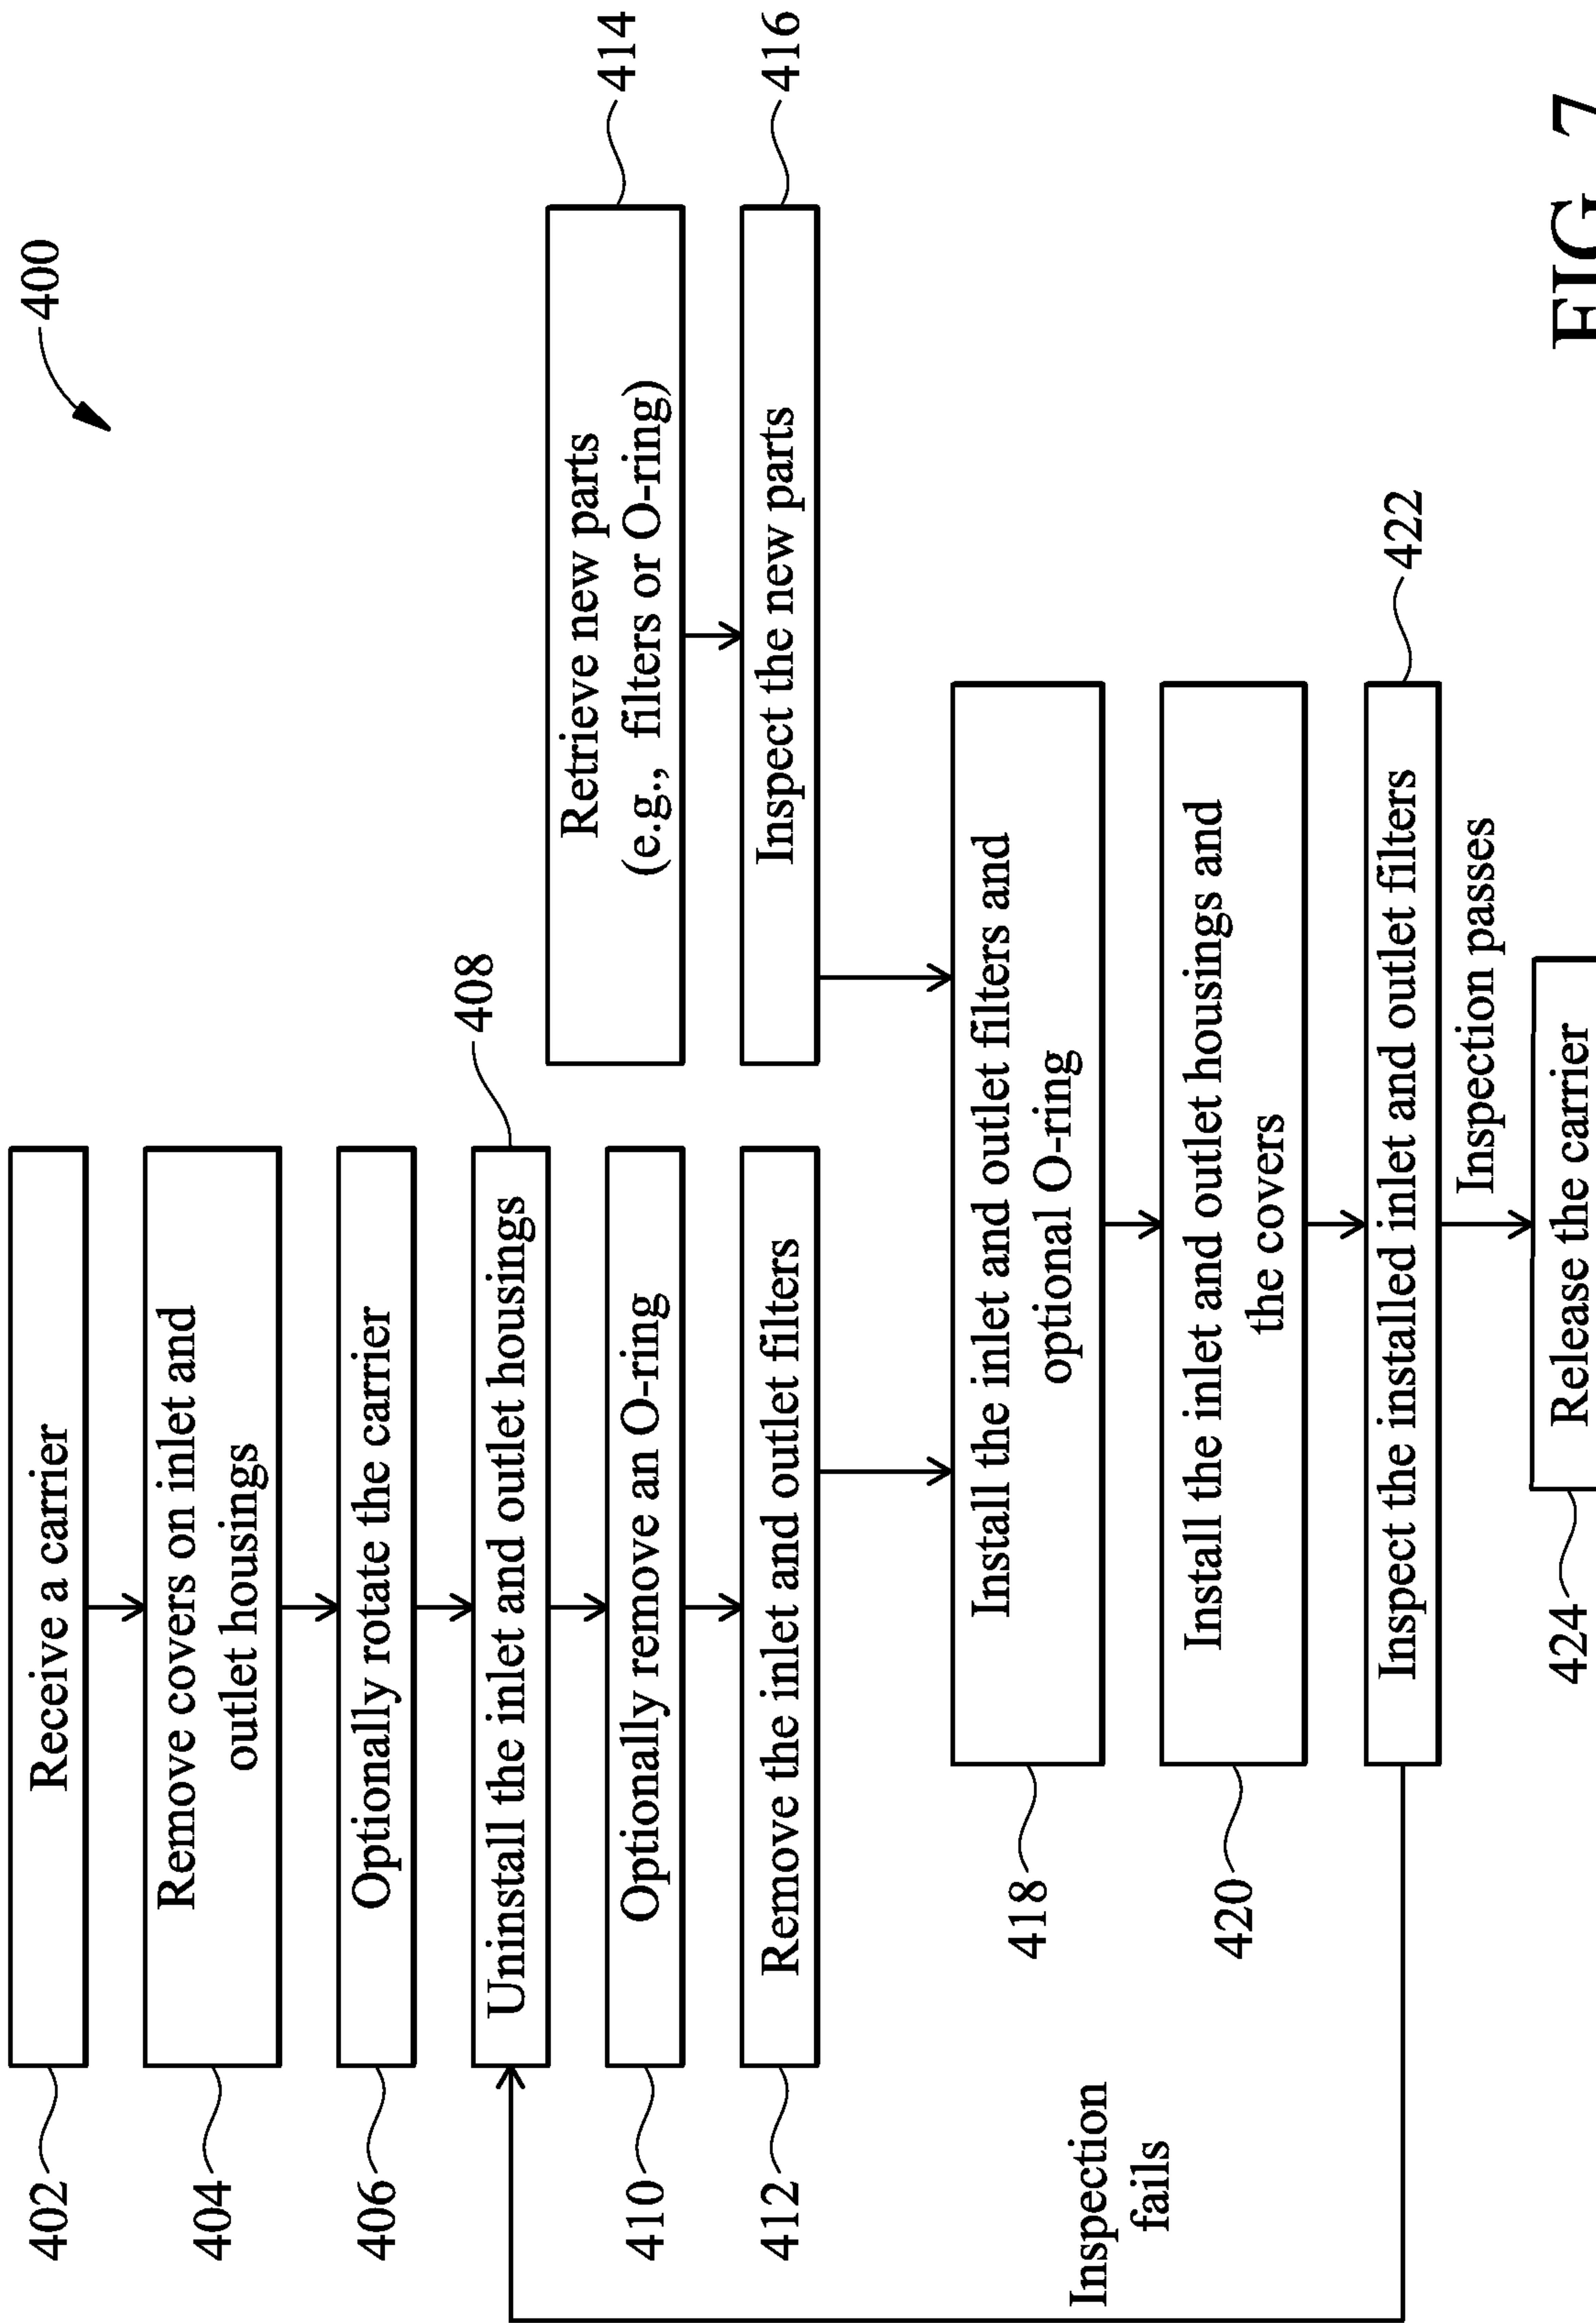 400
402
Receive a carrier
404
Remove covers on inlet and
outlet housings
406
Optionally rotate the carrier
408
Uninstall the inlet and outlet housings
410
Optionally remove an O-ring
412
Remove the inlet and outlet filters
414
Retrieve new parts
(e.g., filters or O-ring)
416
Inspect the new parts
418
Install the inlet and outlet filters and
optional O-ring
420
Install the inlet and outlet housings and
the covers
422
Inspect the installed inlet and outlet filters
Inspection
fails
Inspection passes
424
Release the carrier
FIG. 7